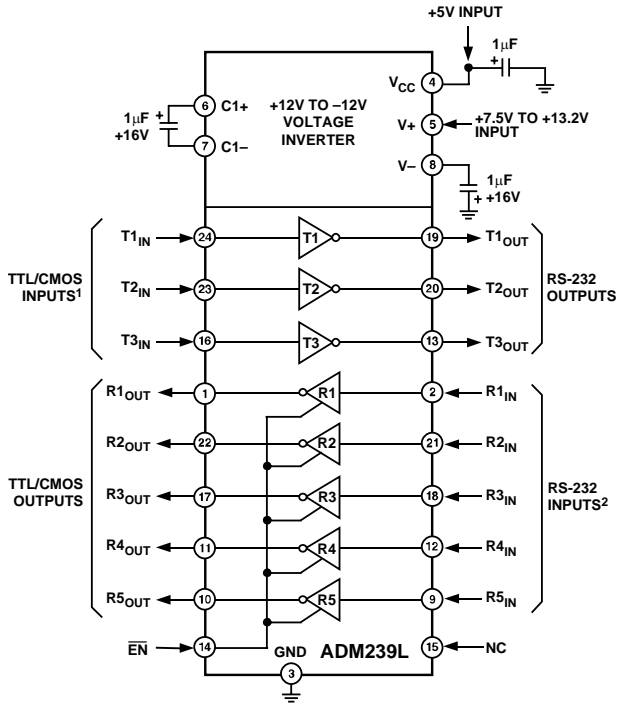 +5V INPUT
1µF
+
VCC
4
6
C1+
+12V TO –12V
VOLTAGE
INVERTER
1µF
+
+16V
7
C1–
V+
5
+7.5V TO +13.2V
INPUT
V–
8
1µF
+
+16V
TTL/CMOS
INPUTS1
T1IN
24
T1
19
T1OUT
T2IN
23
T2
20
T2OUT
T3IN
16
T3
13
T3OUT
RS-232
OUTPUTS
TTL/CMOS
OUTPUTS
R1OUT
1
R1
2
R1IN
R2OUT
22
R2
21
R2IN
R3OUT
17
R3
18
R3IN
R4OUT
11
R4
12
R4IN
R5OUT
10
R5
9
R5IN
RS-232
INPUTS2
EN
14
GND
3
ADM239L
15
NC